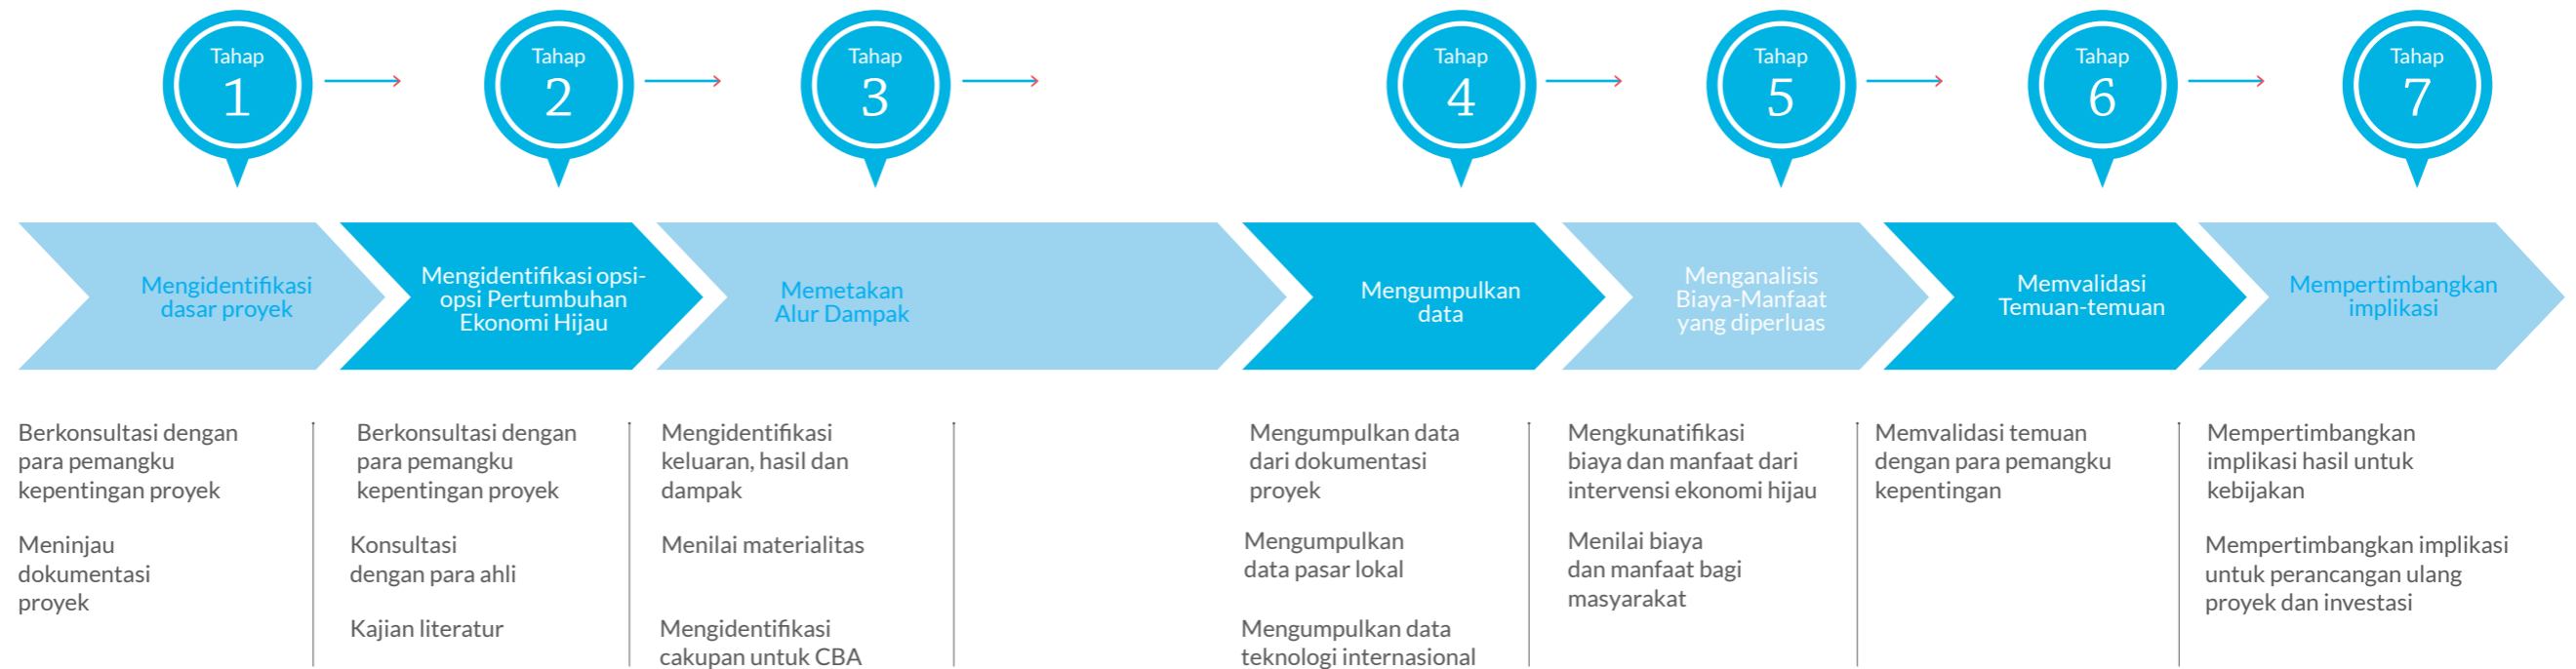 Tahap
1
Tahap
2
Tahap
3
Tahap
4
Tahap
5
Tahap
6
Tahap
7
Mengidentifikasi
dasar proyek
Mengidentifikasi opsi-
opsi Pertumbuhan
Ekonomi Hijau
Memetakan
Alur Dampak
Mengumpulkan
data
Menganalisis
Biaya-Manfaat
yang diperluas
Memvalidasi
Temuan-temuan
Mempertimbangkan
implikasi
Berkonsultasi dengan
para pemangku
kepentingan proyek
Meninjau
dokumentasi
proyek
Berkonsultasi dengan
para pemangku
kepentingan proyek
Konsultasi
dengan para ahli
Kajian literatur
Mengidentifikasi
keluaran, hasil dan
dampak
Menilai materialitas
Mengidentifikasi
cakupan untuk CBA
Mengumpulkan data
dari dokumentasi
proyek
Mengumpulkan
data pasar lokal
Mengumpulkan data
teknologi internasional
Mengkunatifikasi
biaya dan manfaat dari
intervensi ekonomi hijau
Menilai biaya
dan manfaat bagi
masyarakat
Memvalidasi temuan
dengan para pemangku
kepentingan
Mempertimbangkan
implikasi hasil untuk
kebijakan
Mempertimbangkan implikasi
untuk perancangan ulang
proyek dan investasi